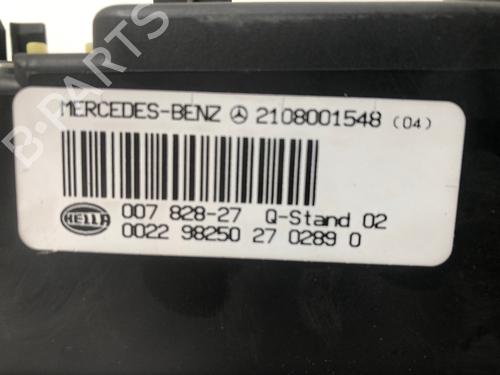 B-PARTS
MERCEDES-BENZ 2108001548 (04)
HELLA 007 828-27 Q-Stand 02
0022 98250 27 0289 0